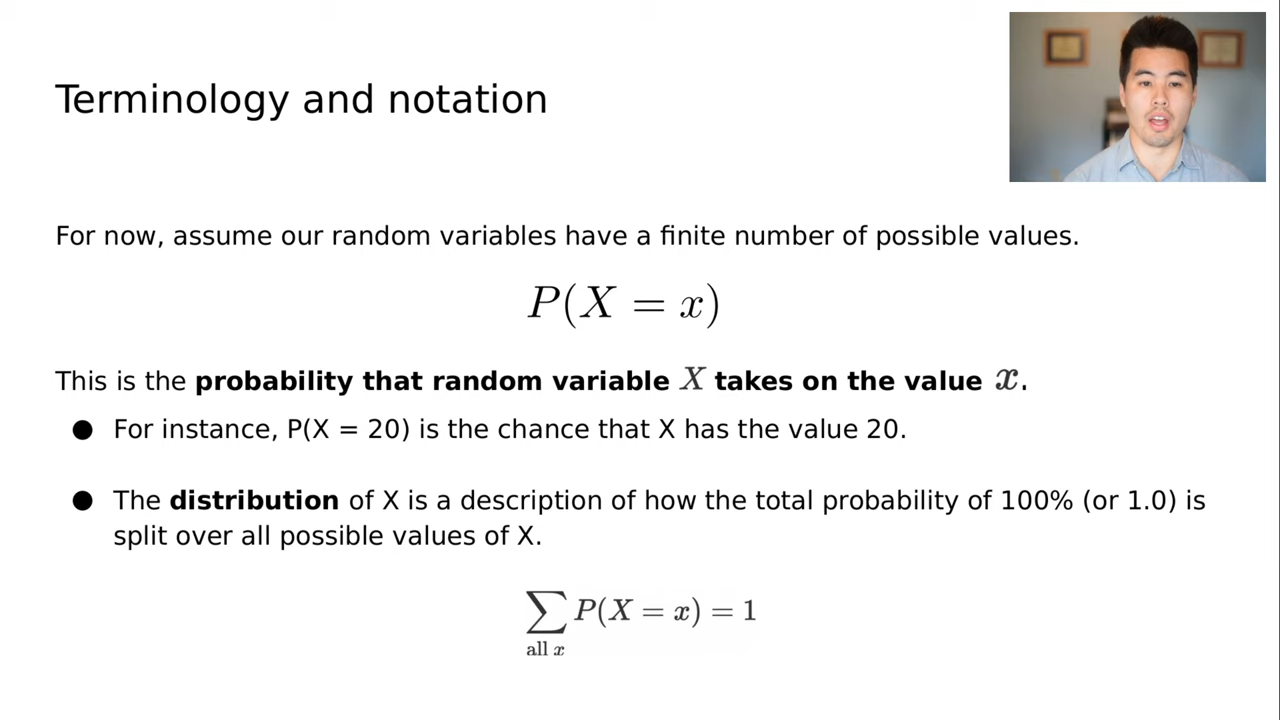 Terminology and notation
For now, assume our random variables have a finite number of possible values.
P(X = x)
This is the probability that random variable X takes on the value x.
● For instance, P(X = 20) is the chance that X has the value 20.
● The distribution of X is a description of how the total probability of 100% (or 1.0) is
split over all possible values of X.
∑ P(X = x) = 1
all x